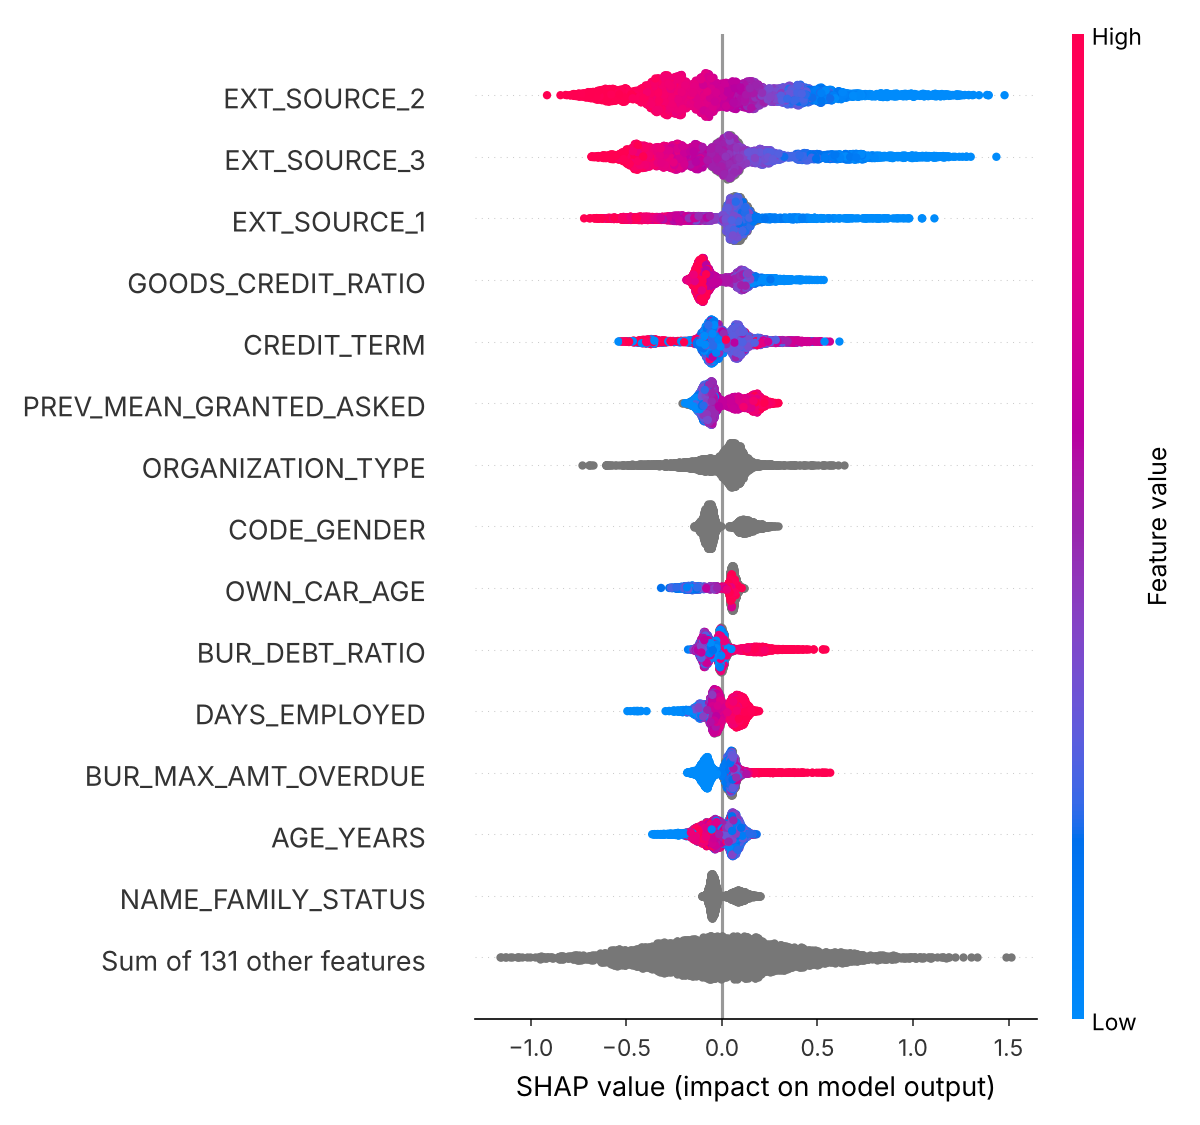 High
EXT_SOURCE_2
EXT_SOURCE_3
EXT_SOURCE_1
GOODS_CREDIT_RATIO
CREDIT_TERM
PREV_MEAN_GRANTED_ASKED
ORGANIZATION_TYPE
CODE_GENDER
OWN_CAR_AGE
BUR_DEBT_RATIO
DAYS_EMPLOYED
BUR_MAX_AMT_OVERDUE
AGE_YEARS
NAME_FAMILY_STATUS
Sum of 131 other features
Feature value
Low
−1.0 −0.5 0.0 0.5 1.0 1.5
SHAP value (impact on model output)